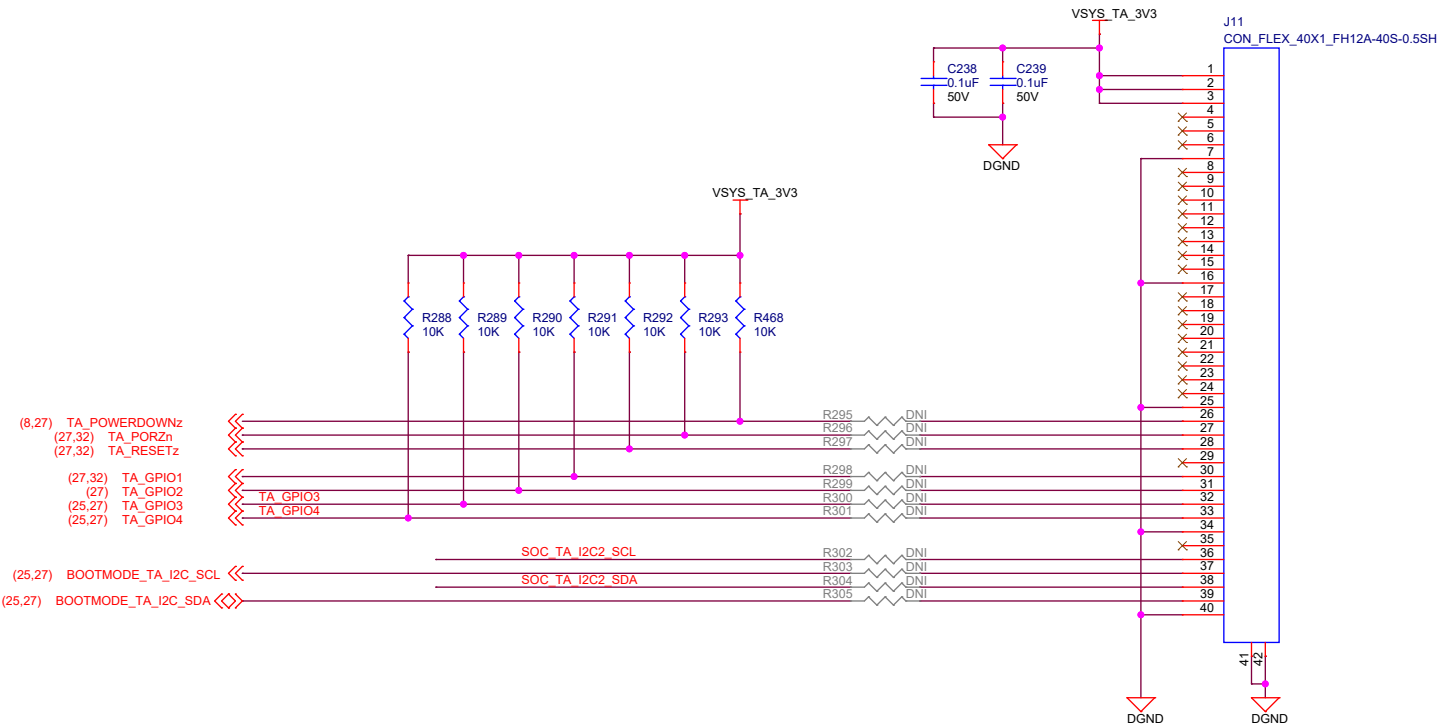 VSYS_TA_3V3
J11
CON_FLEX_40X1_FH12A-40S-0.5SH
C238
0.1uF
50V
C239
0.1uF
50V
DGND
1
2
3
4
5
6
7
8
9
10
11
12
13
14
15
16
17
18
19
20
21
22
23
24
25
26
27
28
29
30
31
32
33
34
35
36
37
38
39
40
41
42
VSYS_TA_3V3
R288
10K
R289
10K
R290
10K
R291
10K
R292
10K
R293
10K
R468
10K
(8,27) TA_POWERDOWNz
R295 DNI
(27,32) TA_PORZn
R296 DNI
(27,32) TA_RESETz
R297 DNI
(27,32) TA_GPIO1
R298 DNI
(27) TA_GPIO2
R299 DNI
(25,27) TA_GPIO3
TA_GPIO3
R300 DNI
(25,27) TA_GPIO4
TA_GPIO4
R301 DNI
SOC_TA_I2C2_SCL
R302 DNI
(25,27) BOOTMODE_TA_I2C_SCL
R303 DNI
SOC_TA_I2C2_SDA
R304 DNI
(25,27) BOOTMODE_TA_I2C_SDA
R305 DNI
DGND
DGND